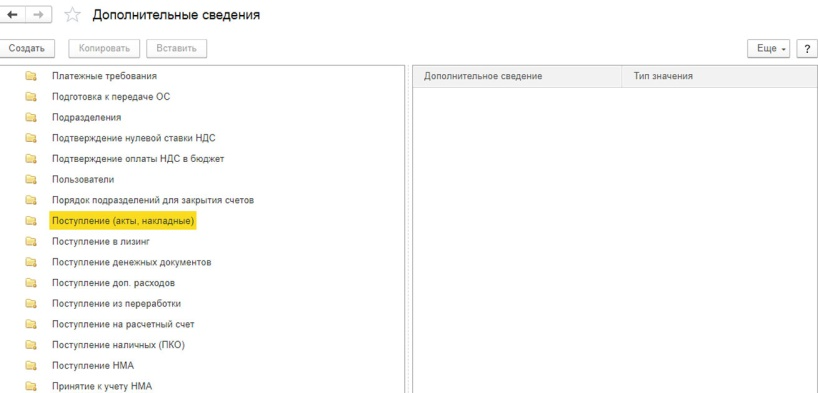 Дополнительные сведения
Создать Копировать Вставить Еще ?
Платежные требования
Подготовка к передаче ОС
Подразделения
Подтверждение нулевой ставки НДС
Подтверждение оплаты НДС в бюджет
Пользователи
Порядок подразделений для закрытия счетов
Поступление (акты, накладные)
Поступление в лизинг
Поступление денежных документов
Поступление доп. расходов
Поступление из переработки
Поступление на расчетный счет
Поступление наличных (ПКО)
Поступление НМА
Принятие к учету НМА
Дополнительное сведение Тип значения